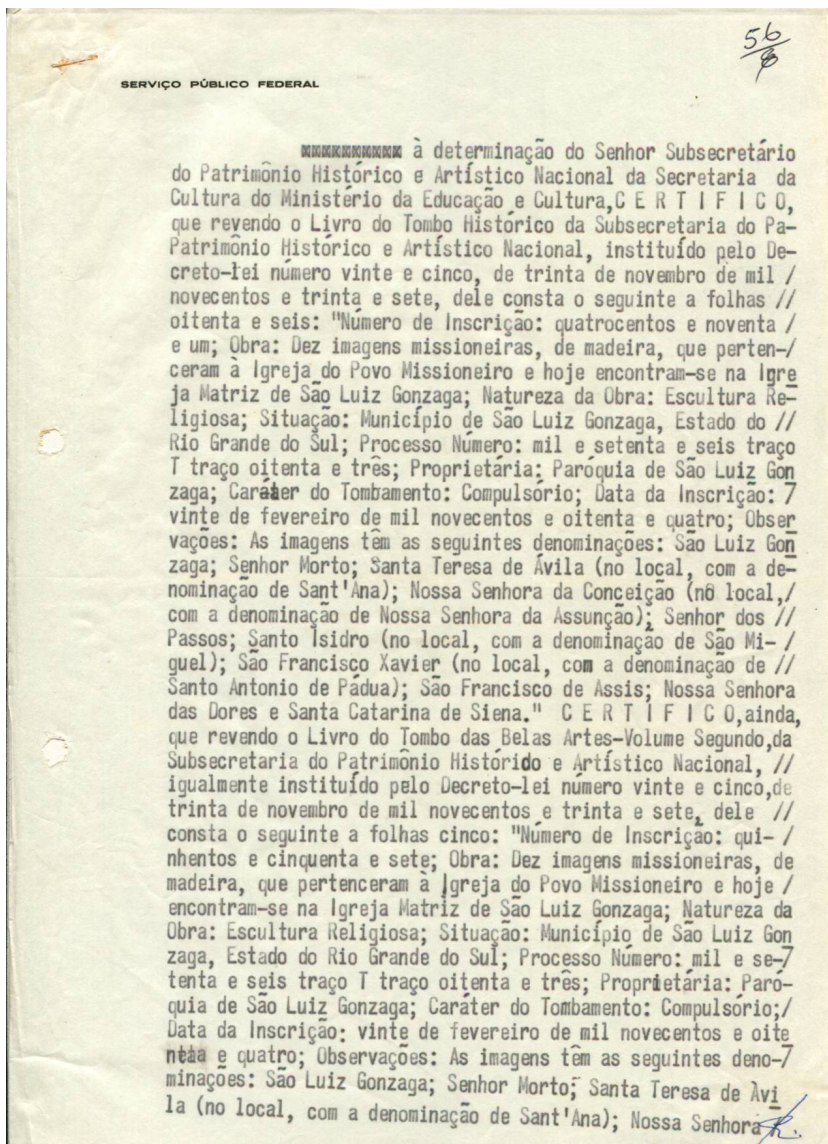 56
SERVIÇO PÚBLICO FEDERAL
à determinação do Senhor Subsecretário
do Patrimônio Histórico e Artístico Nacional da Secretaria da
Cultura do Ministério da Educação e Cultura,C E R T I F I C O,
que revendo o Livro do Tombo Histórico da Subsecretaria do Pa-
Patrimônio Histórico e Artístico Nacional, instituído pelo De-
creto-lei número vinte e cinco, de trinta de novembro de mil /
novecentos e trinta e sete, dele consta o seguinte a folhas //
oitenta e seis: "Número de Inscrição: quatrocentos e noventa /
e um; Obra: Dez imagens missioneiras, de madeira, que perten-/
ceram à Igreja do Povo Missioneiro e hoje encontram-se na Igre
ja Matriz de São Luiz Gonzaga; Natureza da Obra: Escultura Re-
ligiosa; Situação: Município de São Luiz Gonzaga, Estado do //
Rio Grande do Sul; Processo Número: mil e setenta e seis traço
T traço oitenta e três; Proprietária: Paróquia de São Luiz Gon
zaga; Caráter do Tombamento: Compulsório; Data da Inscrição: /
vinte de fevereiro de mil novecentos e oitenta e quatro; Obser
vações: As imagens têm as seguintes denominações: São Luiz Gon
zaga; Senhor Morto; Santa Teresa de Ávila (no local, com a de-
nominação de Sant'Ana); Nossa Senhora da Conceição (no local,/
com a denominação de Nossa Senhora da Assunção); Senhor dos //
Passos; Santo Isidro (no local, com a denominação de São Mi- /
guel); São Francisco Xavier (no local, com a denominação de //
Santo Antonio de Pádua); São Francisco de Assis; Nossa Senhora
das Dores e Santa Catarina de Siena." C E R T I F I C O,ainda,
que revendo o Livro do Tombo das Belas Artes-Volume Segundo,da
Subsecretaria do Patrimônio Histórido e Artístico Nacional, //
igualmente instituído pelo Decreto-lei número vinte e cinco,de
trinta de novembro de mil novecentos e trinta e sete, dele //
consta o seguinte a folhas cinco: "Número de Inscrição: qui- /
nhentos e cinquenta e sete; Obra: Dez imagens missioneiras, de
madeira, que pertenceram à Igreja do Povo Missioneiro e hoje /
encontram-se na Igreja Matriz de São Luiz Gonzaga; Natureza da
Obra: Escultura Religiosa; Situação: Município de São Luiz Gon
zaga, Estado do Rio Grande do Sul; Processo Número: mil e se-/
tenta e seis traço T traço oitenta e três; Proprietária: Paró-
quia de São Luiz Gonzaga; Caráter do Tombamento: Compulsório;/
Data da Inscrição: vinte de fevereiro de mil novecentos e oite
ntaa e quatro; Observações: As imagens têm as seguintes deno-/
minações: São Luiz Gonzaga; Senhor Morto; Santa Teresa de Avi
la (no local, com a denominação de Sant'Ana); Nossa Senhora